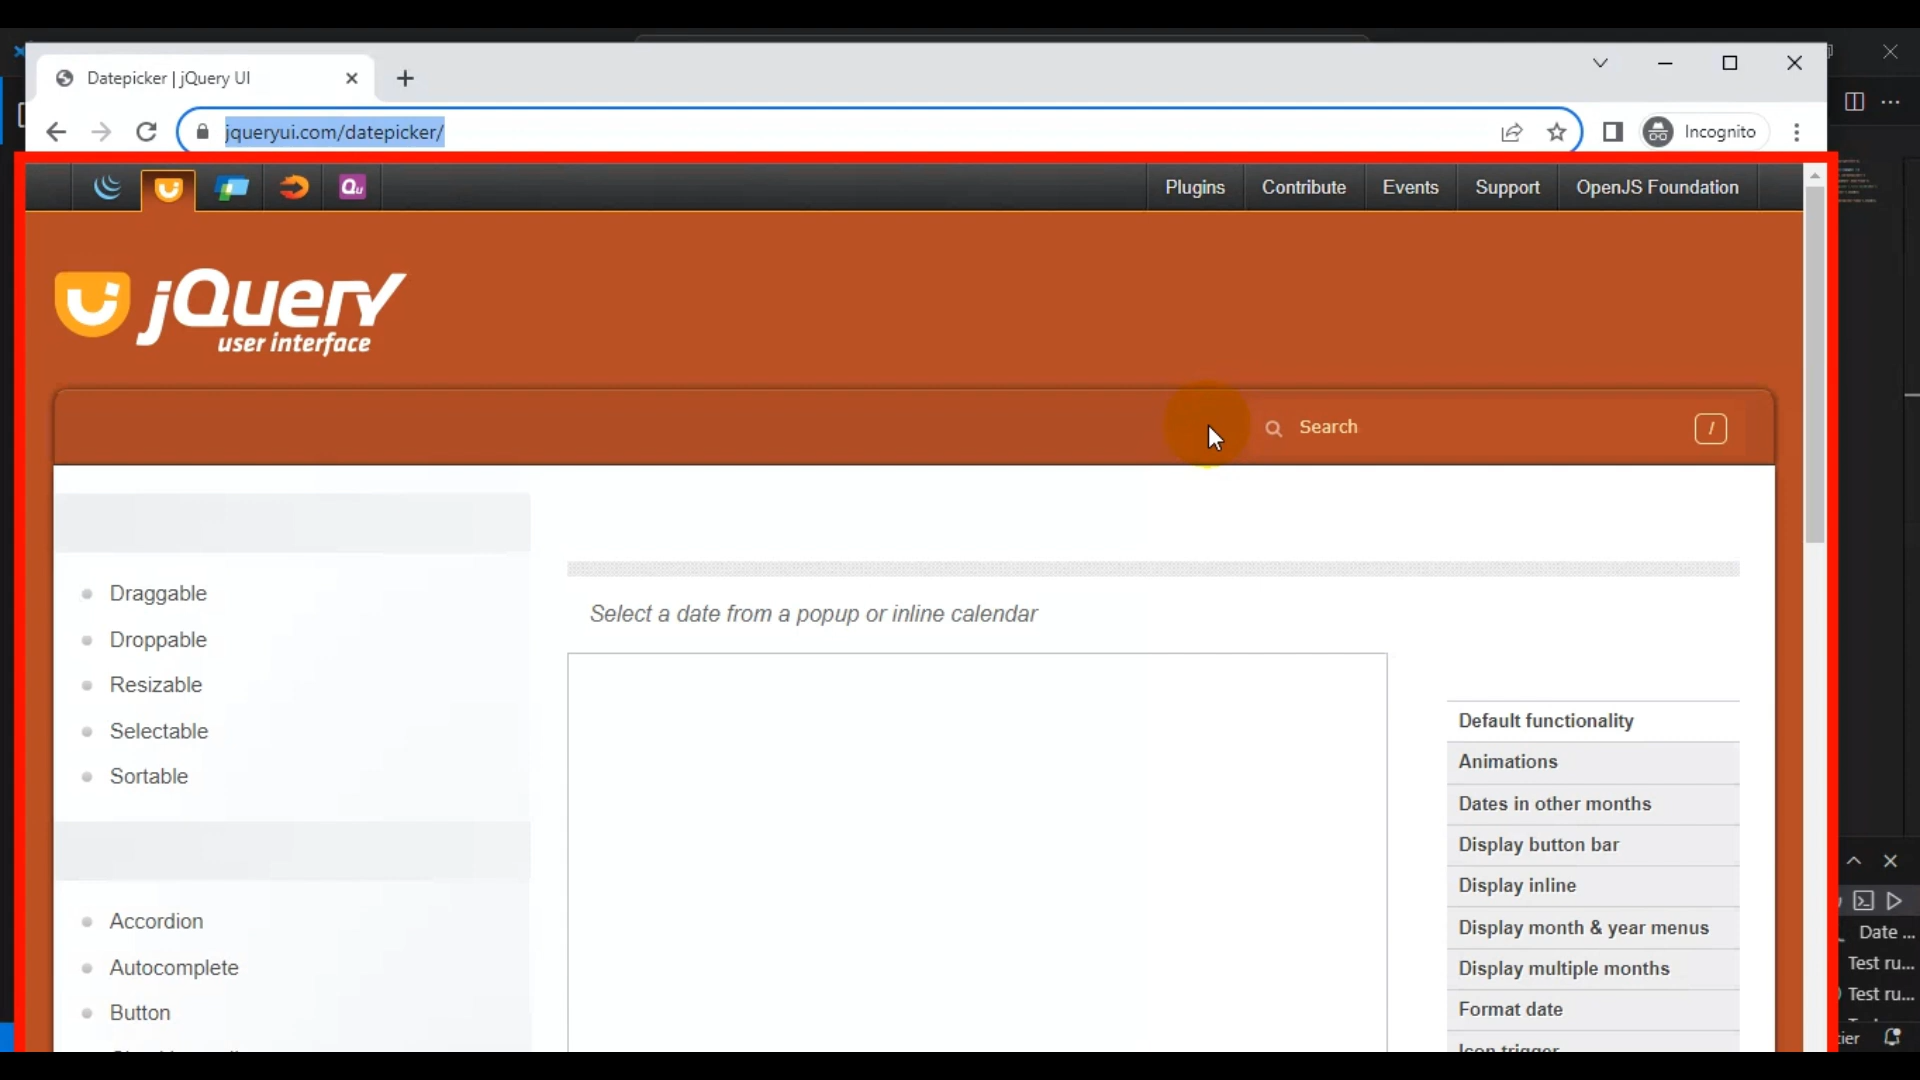 Datepicker | jQuery UI
jqueryui.com/datepicker/
Incognito
Qu
Plugins
Contribute
Events
Support
OpenJS Foundation
jQuery
user interface
Search
/
Select a date from a popup or inline calendar
Draggable
Droppable
Resizable
Selectable
Sortable
Accordion
Autocomplete
Button
Default functionality
Animations
Dates in other months
Display button bar
Display inline
Display month & year menus
Display multiple months
Format date
Icon trigger
Date ...
Test ru...
Test ru...